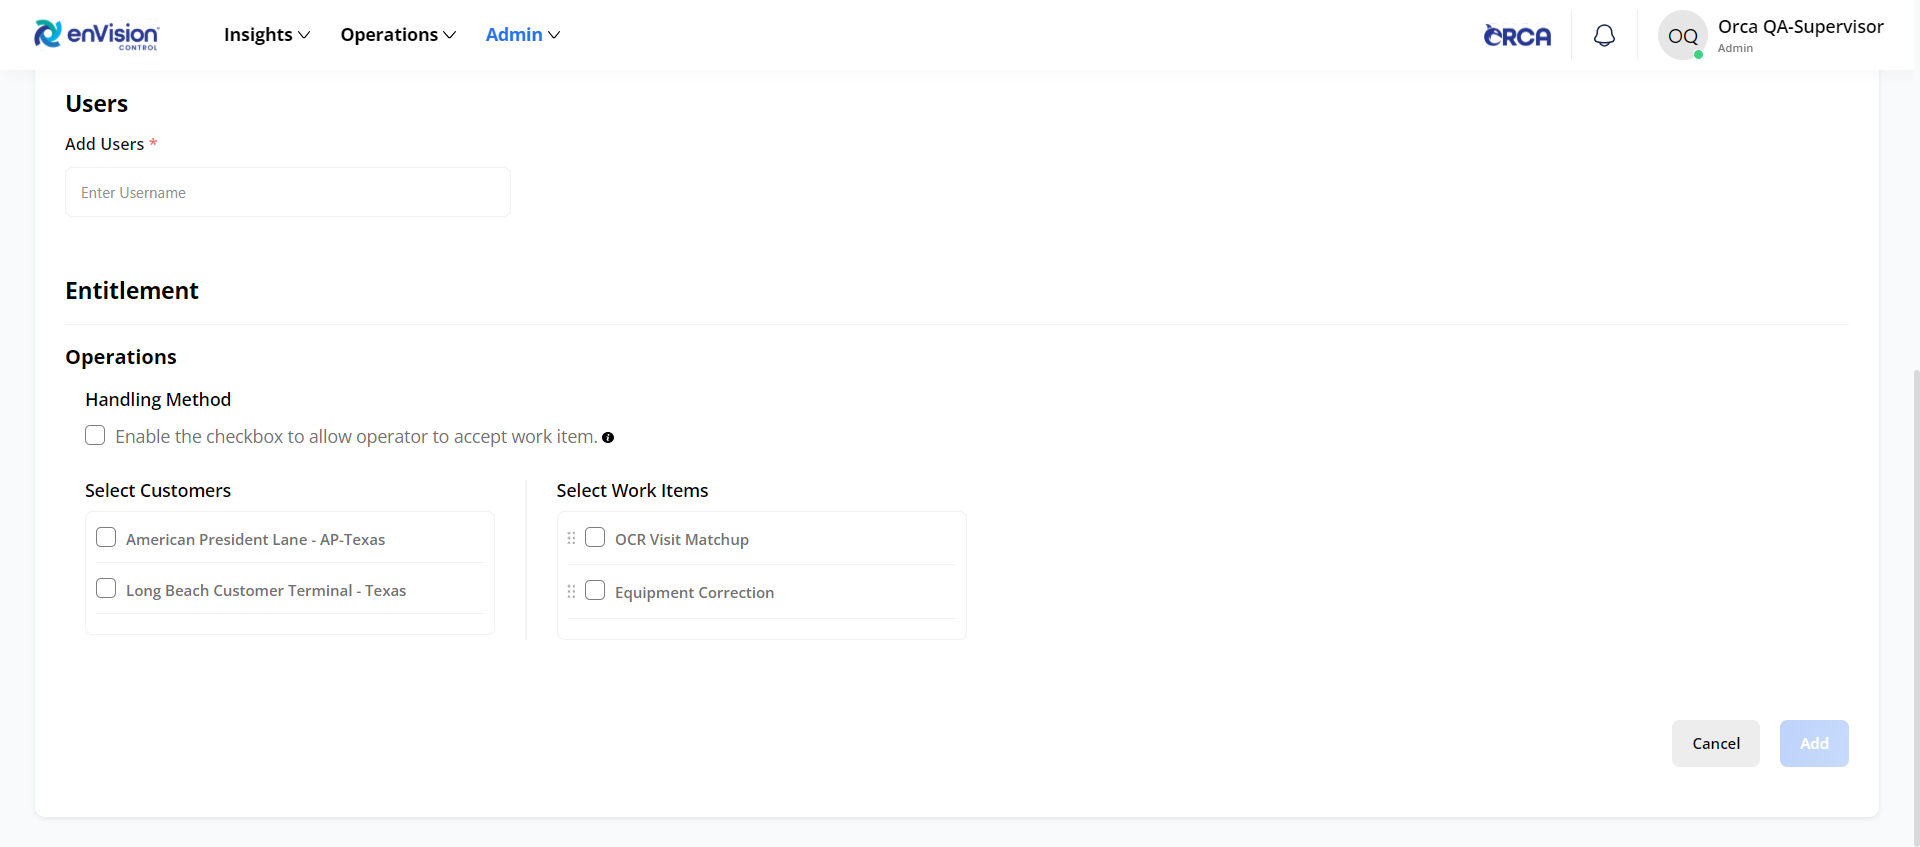 enVision CONTROL
Insights
Operations
Admin
ORCA
OQ
Orca QA-Supervisor
Admin
Users
Add Users *
Enter Username
Entitlement
Operations
Handling Method
Enable the checkbox to allow operator to accept work item.
Select Customers
American President Lane - AP-Texas
Long Beach Customer Terminal - Texas
Select Work Items
OCR Visit Matchup
Equipment Correction
Cancel
Add